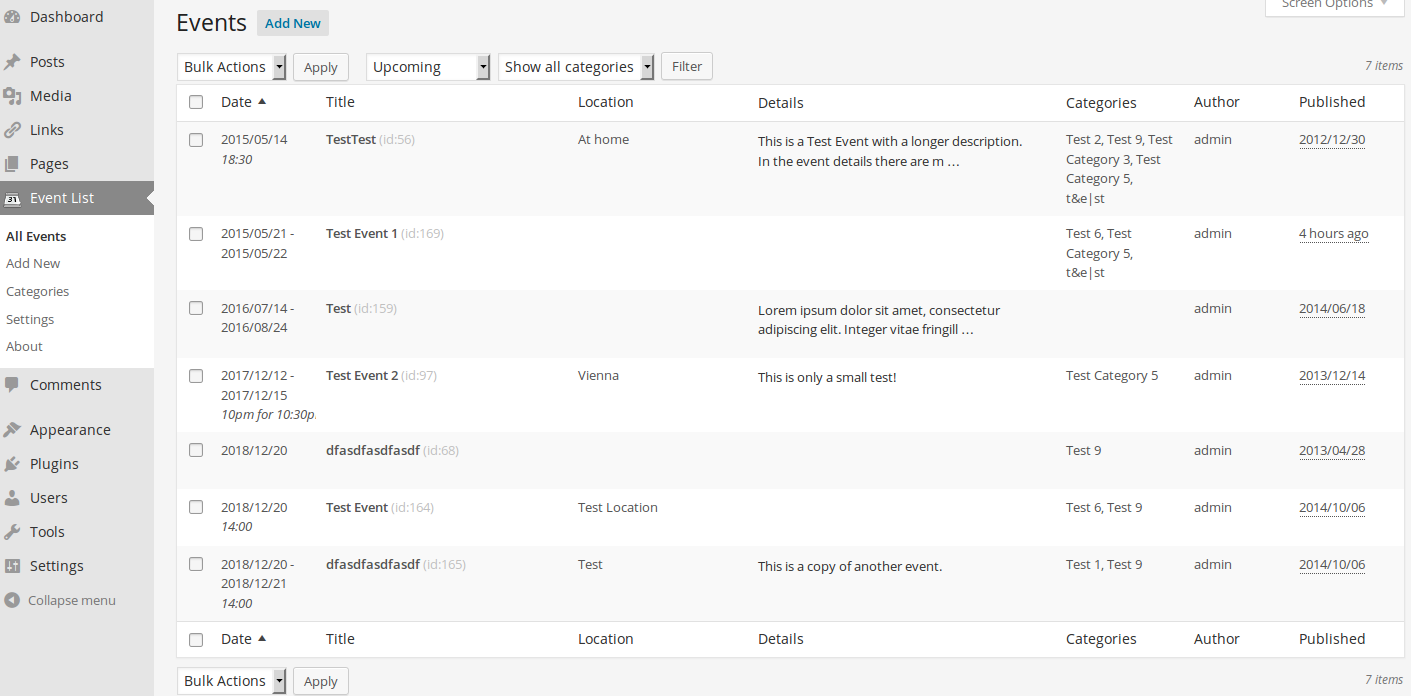 Dashboard
Posts
Media
Links
Pages
31
Event List
All Events
Add New
Categories
Settings
About
Comments
Appearance
Plugins
Users
Tools
Settings
Collapse menu
Screen Options
Events Add New
Bulk Actions Apply Upcoming Show all categories Filter 7 items
Date Title Location Details Categories Author Published
2015/05/14 TestTest (id:56) At home This is a Test Event with a longer description. Test 2, Test 9, Test admin 2012/12/30
18:30 In the event details there are m … Category 3, Test
Category 5,
t&e|st
2015/05/21 - Test Event 1 (id:169) Test 6, Test admin 4 hours ago
2015/05/22 Category 5,
t&e|st
2016/07/14 - Test (id:159) Lorem ipsum dolor sit amet, consectetur admin 2014/06/18
2016/08/24 adipiscing elit. Integer vitae fringill …
2017/12/12 - Test Event 2 (id:97) Vienna This is only a small test! Test Category 5 admin 2013/12/14
2017/12/15
10pm for 10:30p.
2018/12/20 dfasdfasdfasdf (id:68) Test 9 admin 2013/04/28
2018/12/20 Test Event (id:164) Test Location Test 6, Test 9 admin 2014/10/06
14:00
2018/12/20 - dfasdfasdfasdf (id:165) Test This is a copy of another event. Test 1, Test 9 admin 2014/10/06
2018/12/21
14:00
Date Title Location Details Categories Author Published
Bulk Actions Apply 7 items